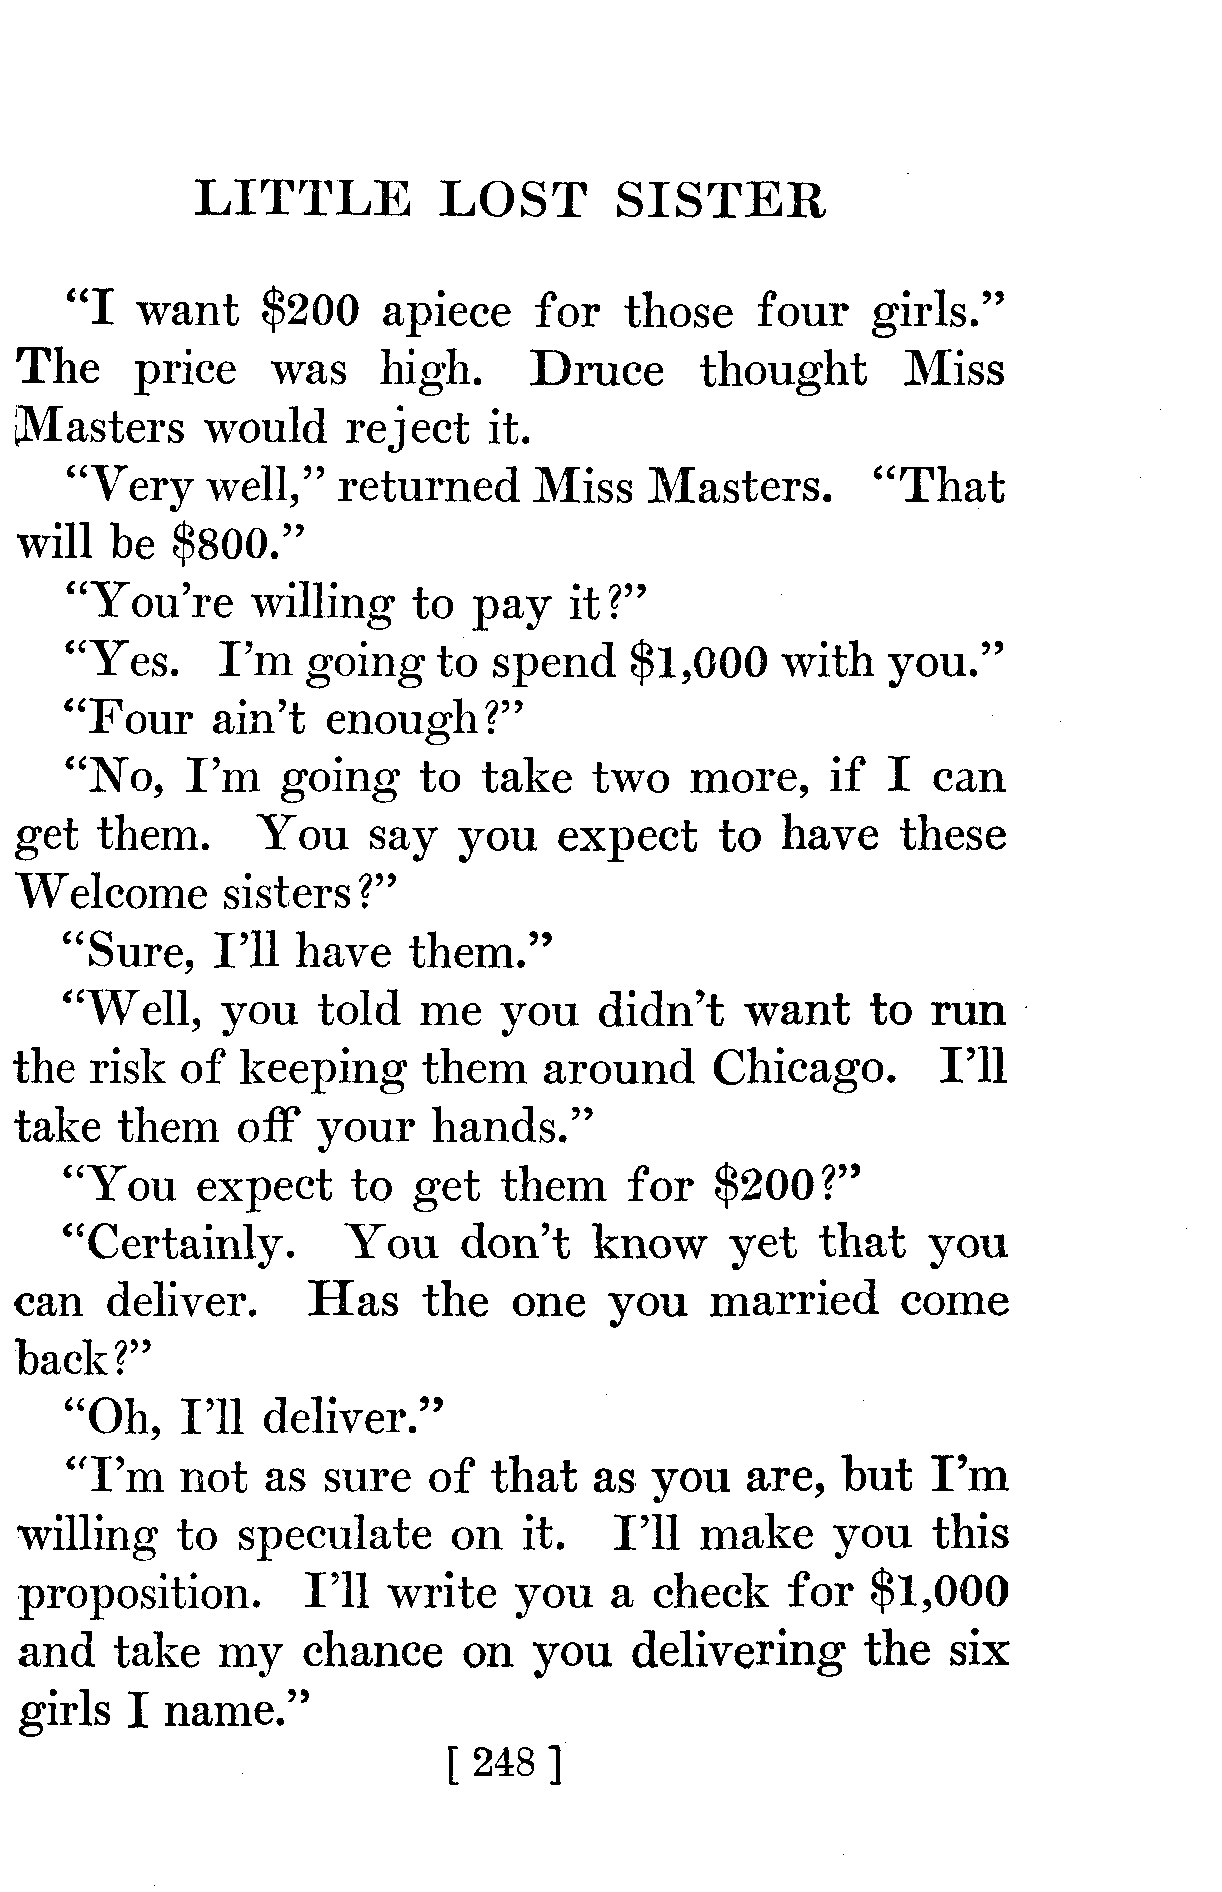 LITTLE LOST SISTER
“I want $200 apiece for those four girls.”
The price was high. Druce thought Miss
Masters would reject it.
“Very well,” returned Miss Masters. “That
will be $800.”
“You’re willing to pay it?”
“Yes. I’m going to spend $1,000 with you.”
“Four ain’t enough?”
“No, I’m going to take two more, if I can
get them. You say you expect to have these
Welcome sisters?”
“Sure, I’ll have them.”
“Well, you told me you didn’t want to run
the risk of keeping them around Chicago. I’ll
take them off your hands.”
“You expect to get them for $200?”
“Certainly. You don’t know yet that you
can deliver. Has the one you married come
back?”
“Oh, I’ll deliver.”
“I’m not as sure of that as you are, but I’m
willing to speculate on it. I’ll make you this
proposition. I’ll write you a check for $1,000
and take my chance on you delivering the six
girls I name.”
[ 248 ]